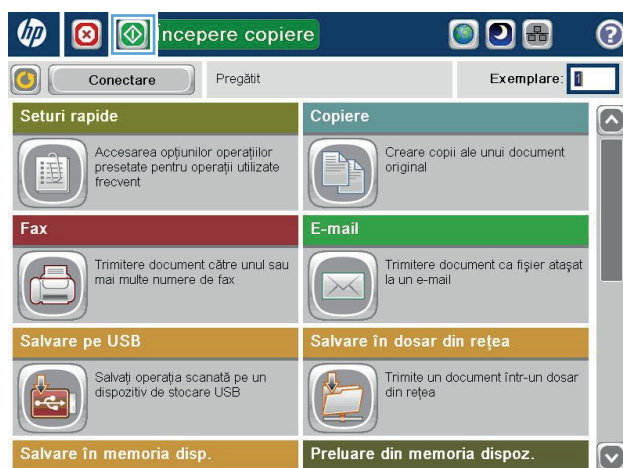 hp
Începere copiere
?
Conectare
Pregătit
Exemplare: 1
Seturi rapide
Accesarea opțiunilor operațiilor
presetate pentru operații utilizate
frecvent
Copiere
Creare copii ale unui document
original
Fax
Trimitere document către unul sau
mai multe numere de fax
E-mail
Trimitere document ca fișier atașat
la un e-mail
Salvare pe USB
Salvați operația scanată pe un
dispozitiv de stocare USB
Salvare în dosar din rețea
Trimite un document într-un dosar
din rețea
Salvare în memoria disp.
Preluare din memoria dispoz.